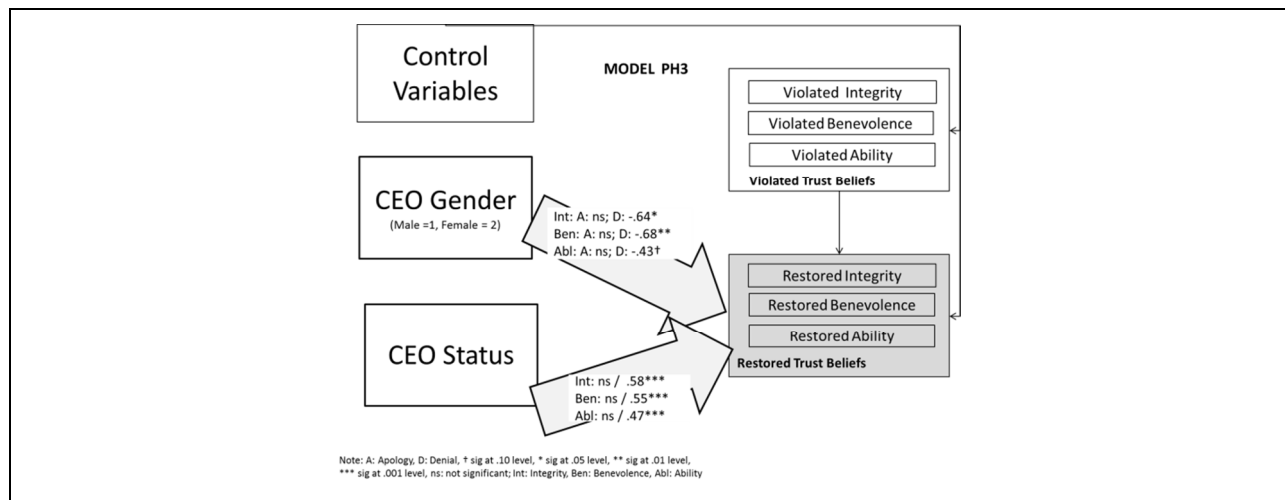 Control
Variables
MODEL PH3
Violated Integrity
Violated Benevolence
Violated Ability
Violated Trust Beliefs
CEO Gender
(Male =1, Female = 2)
Int: A: ns; D: -.64*
Ben: A: ns; D: -.68**
Abl: A: ns; D: -.43†
Restored Integrity
Restored Benevolence
Restored Ability
Restored Trust Beliefs
CEO Status
Int: ns / .58***
Ben: ns / .55***
Abl: ns / .47***
Note: A: Apology, D: Denial, † sig at .10 level, * sig at .05 level, ** sig at .01 level,
*** sig at .001 level, ns: not significant; Int: Integrity, Ben: Benevolence, Abl: Ability